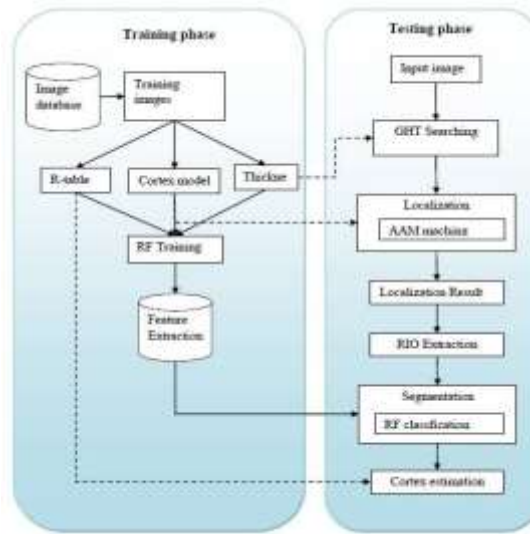 Training phase
Image
database
Training
images
R-table
Cortex model
Thickne
RF Training
Feature
Extraction
Testing phase
Input image
GHT Searching
Localization
AAM maching
Localization Result
RIO Extraction
Segmentation
RF classification
Cortex estimation